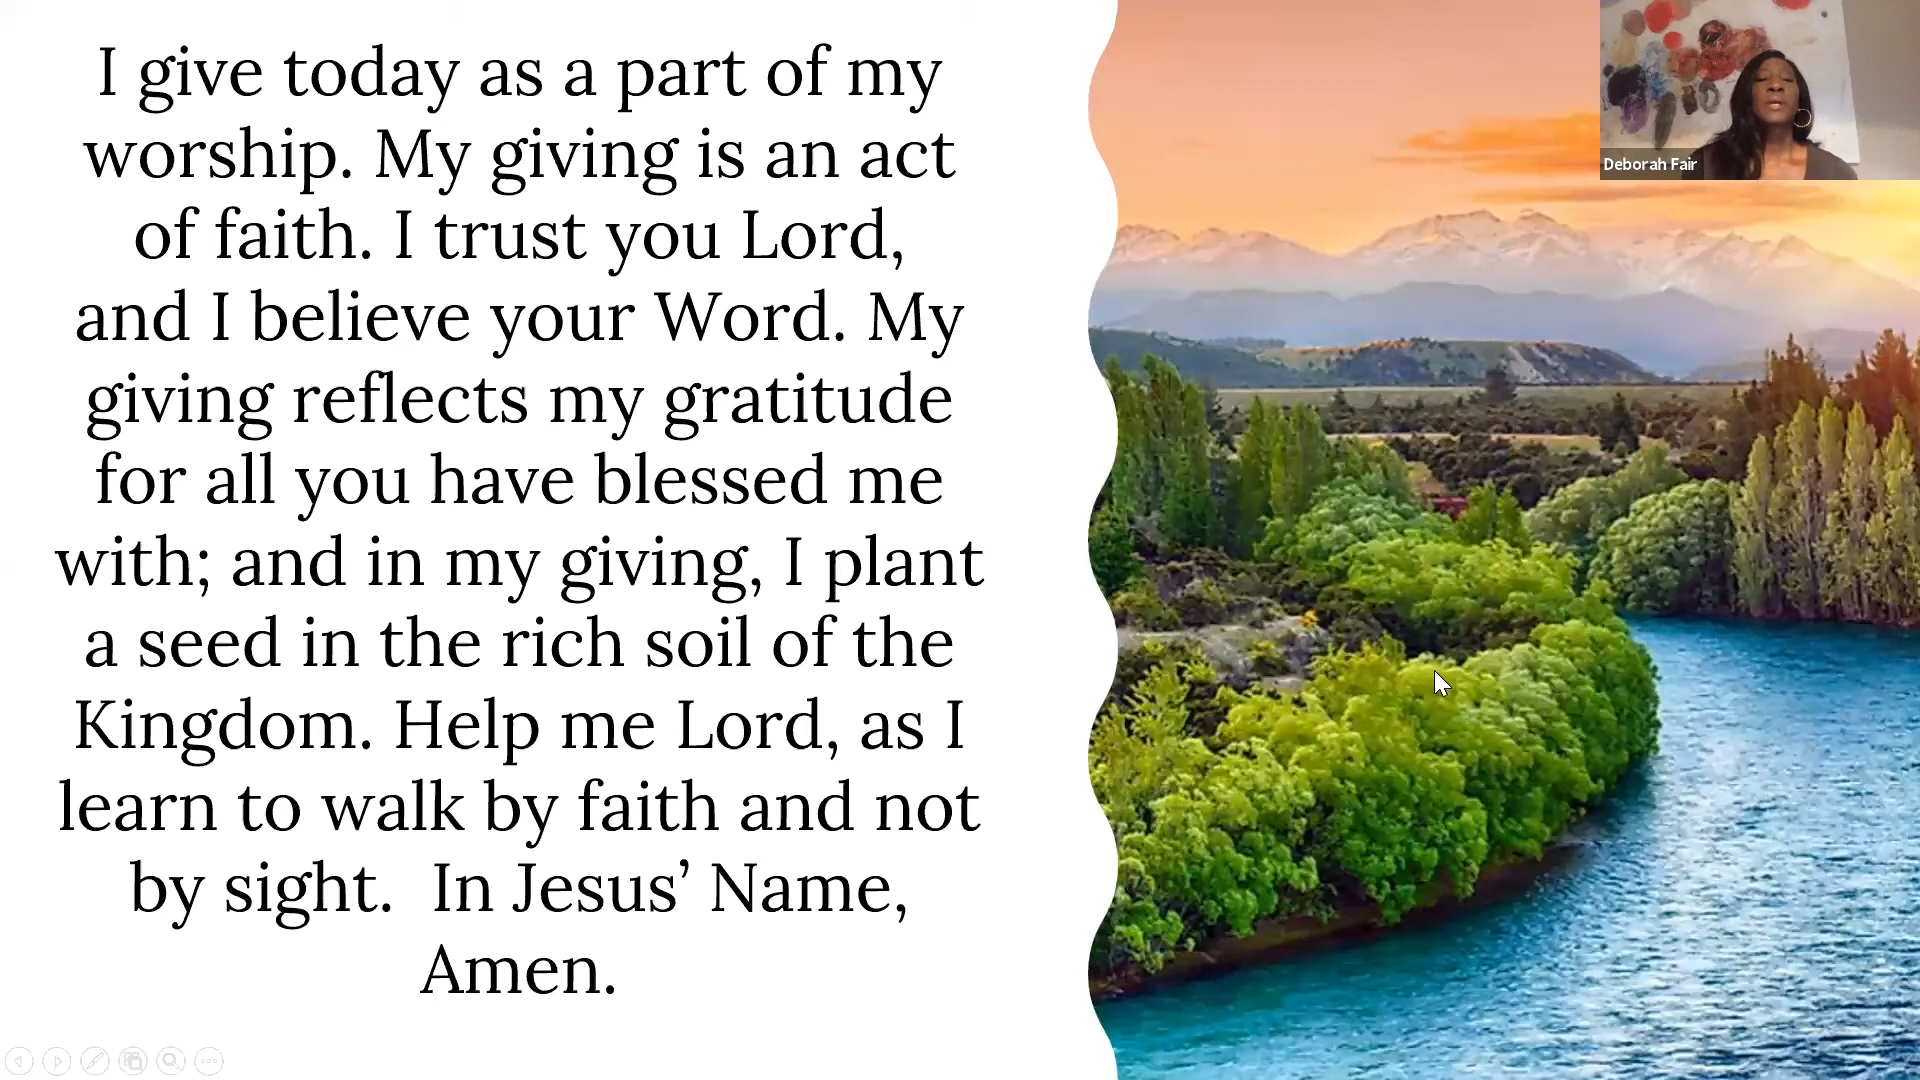 I give today as a part of my
worship. My giving is an act
of faith. I trust you Lord,
and I believe your Word. My
giving reflects my gratitude
for all you have blessed me
with; and in my giving, I plant
a seed in the rich soil of the
Kingdom. Help me Lord, as I
learn to walk by faith and not
by sight.  In Jesus’ Name,
Amen.
Deborah Fair